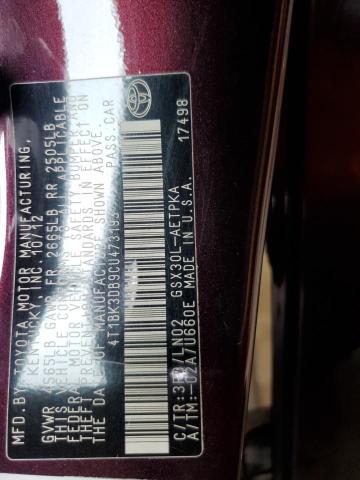 MFD. BY: TOYOTA MOTOR MANUFACTURING,
KENTUCKY, INC. 10/12
GVWR 4565LB GAWR FR 2665LB RR 2505LB
THIS VEHICLE CONFORMS TO ALL APPLICABLE
FEDERAL MOTOR VEHICLE SAFETY, BUMPER, AND
THEFT PREVENTION STANDARDS IN EFFECT ON
THE DATE OF MANUFACTURE SHOWN ABOVE.
4T1BK3DB9CU473193 PASS.CAR
C/TR: /LN02 GSX30L-AETPKA
A/TM:-02A/U660E MADE IN U.S.A.
17498
TOYOTA